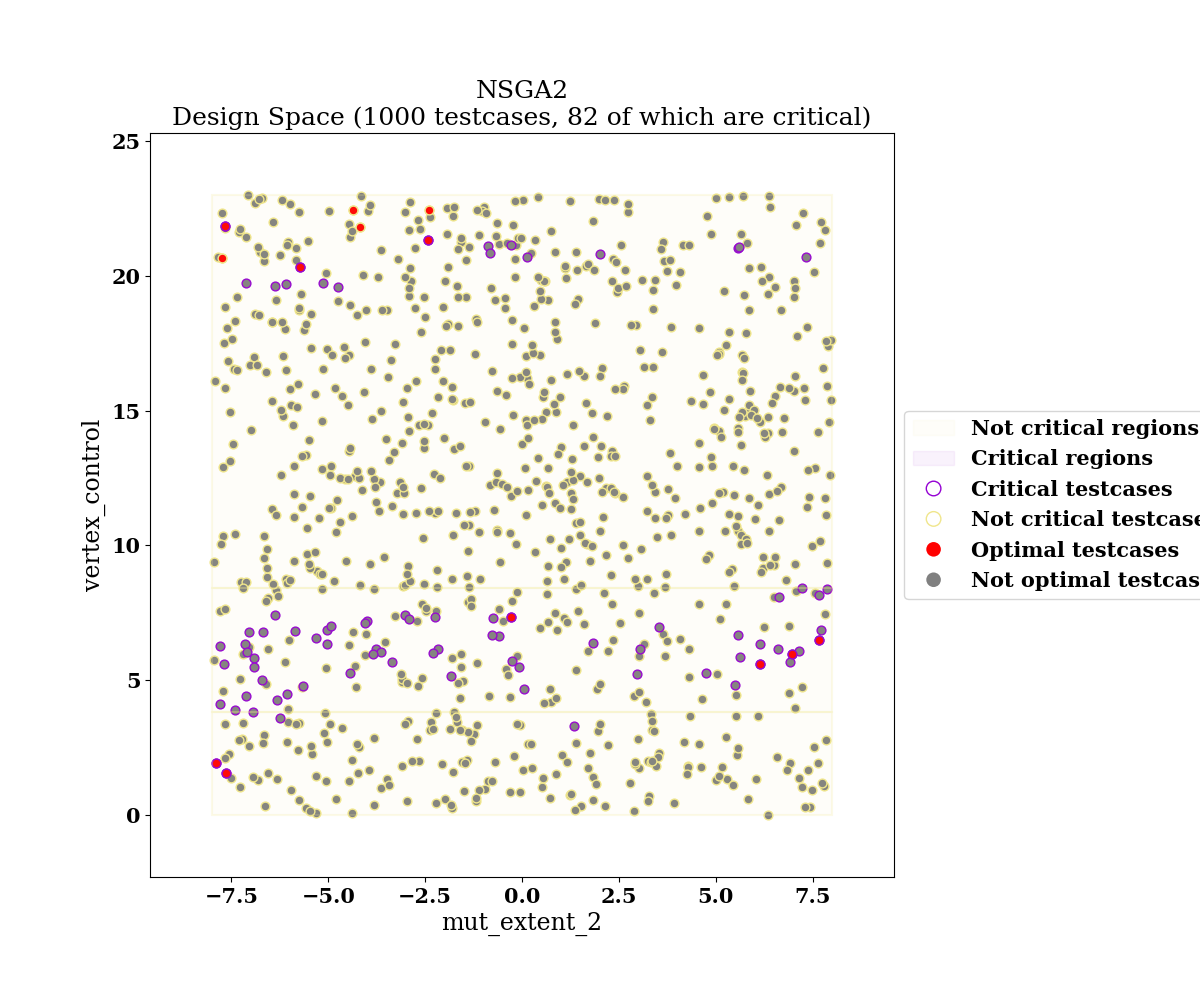 NSGA2
Design Space (1000 testcases, 82 of which are critical)
25
20
15
10
5
0
vertex_control
−7.5
−5.0
−2.5
0.0
2.5
5.0
7.5
mut_extent_2
Not critical regions
Critical regions
Critical testcases
Not critical testcase
Optimal testcases
Not optimal testcas